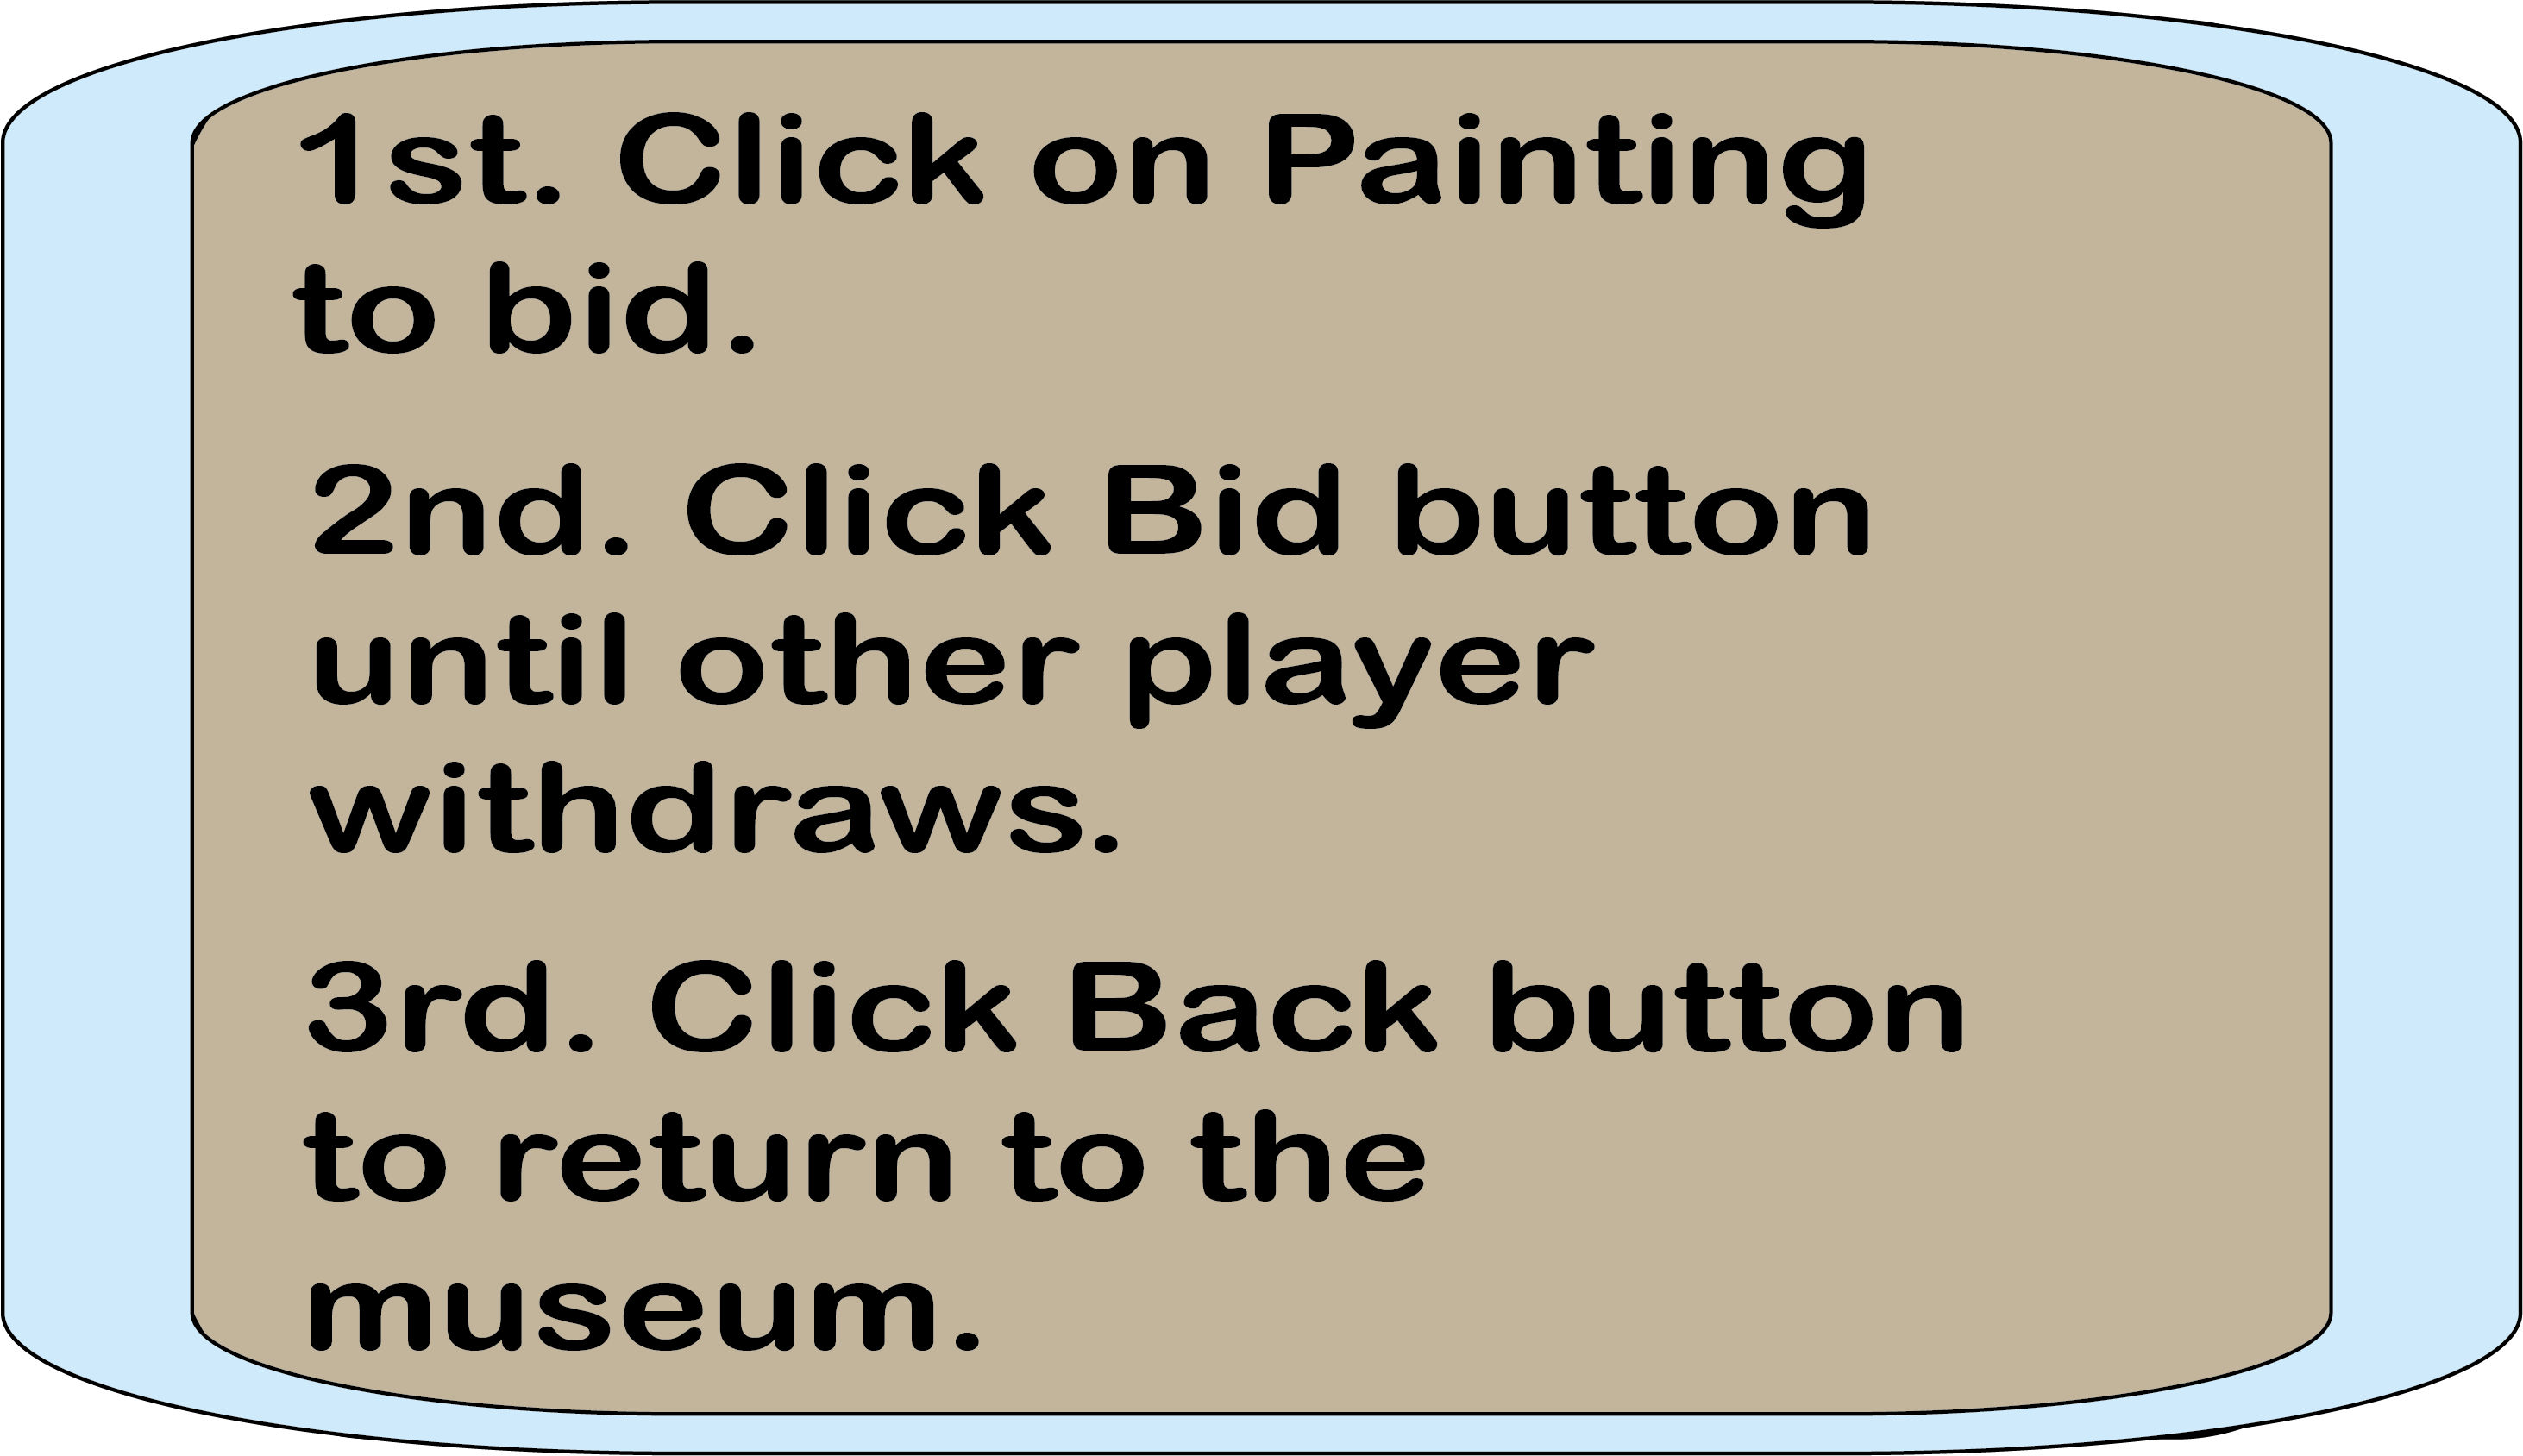 1st. Click on Painting
to bid.
2nd. Click Bid button
until other player
withdraws.
3rd. Click Back button
to return to the
museum.